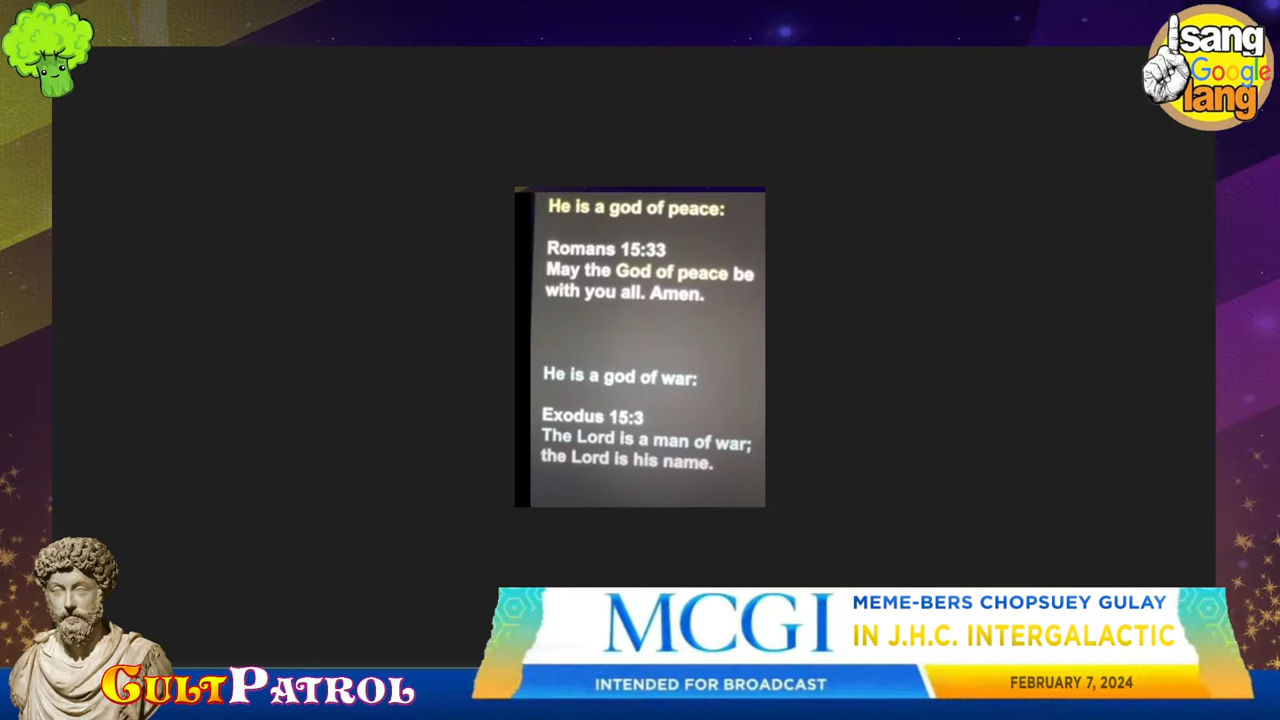 Isang
Google
lang
He is a god of peace:
Romans 15:33
May the God of peace be
with you all. Amen.
He is a god of war:
Exodus 15:3
The Lord is a man of war;
the Lord is his name.
MCGI
MEME-BERS CHOPSUEY GULAY
IN J.H.C. INTERGALACTIC
INTENDED FOR BROADCAST
FEBRUARY 7, 2024
CULTPATROL